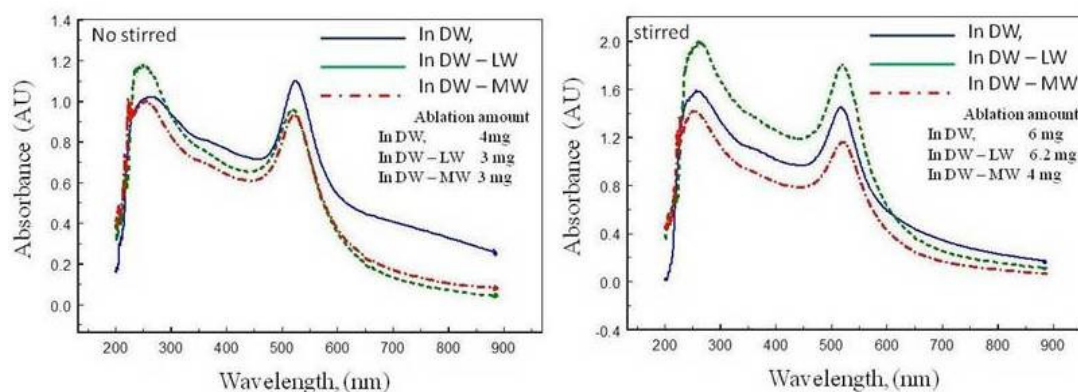 No stirred
In DW,
In DW – LW
In DW – MW
Ablation amount
In DW, 4mg
In DW – LW 3 mg
In DW – MW 3 mg
Absorbance (AU)
1.4
1.2
1.0
0.8
0.6
0.4
0.2
0.0
100 200 300 400 500 600 700 800 900
Wavelength, (nm)
stirred
In DW,
In DW – LW
In DW – MW
Ablation amount
In DW, 6 mg
In DW – LW 6.2 mg
In DW – MW 4 mg
Absorbance (AU)
2.0
1.6
1.2
0.8
0.4
0.0
-0.4
200 300 400 500 600 700 800 900
Wavelength, (nm)